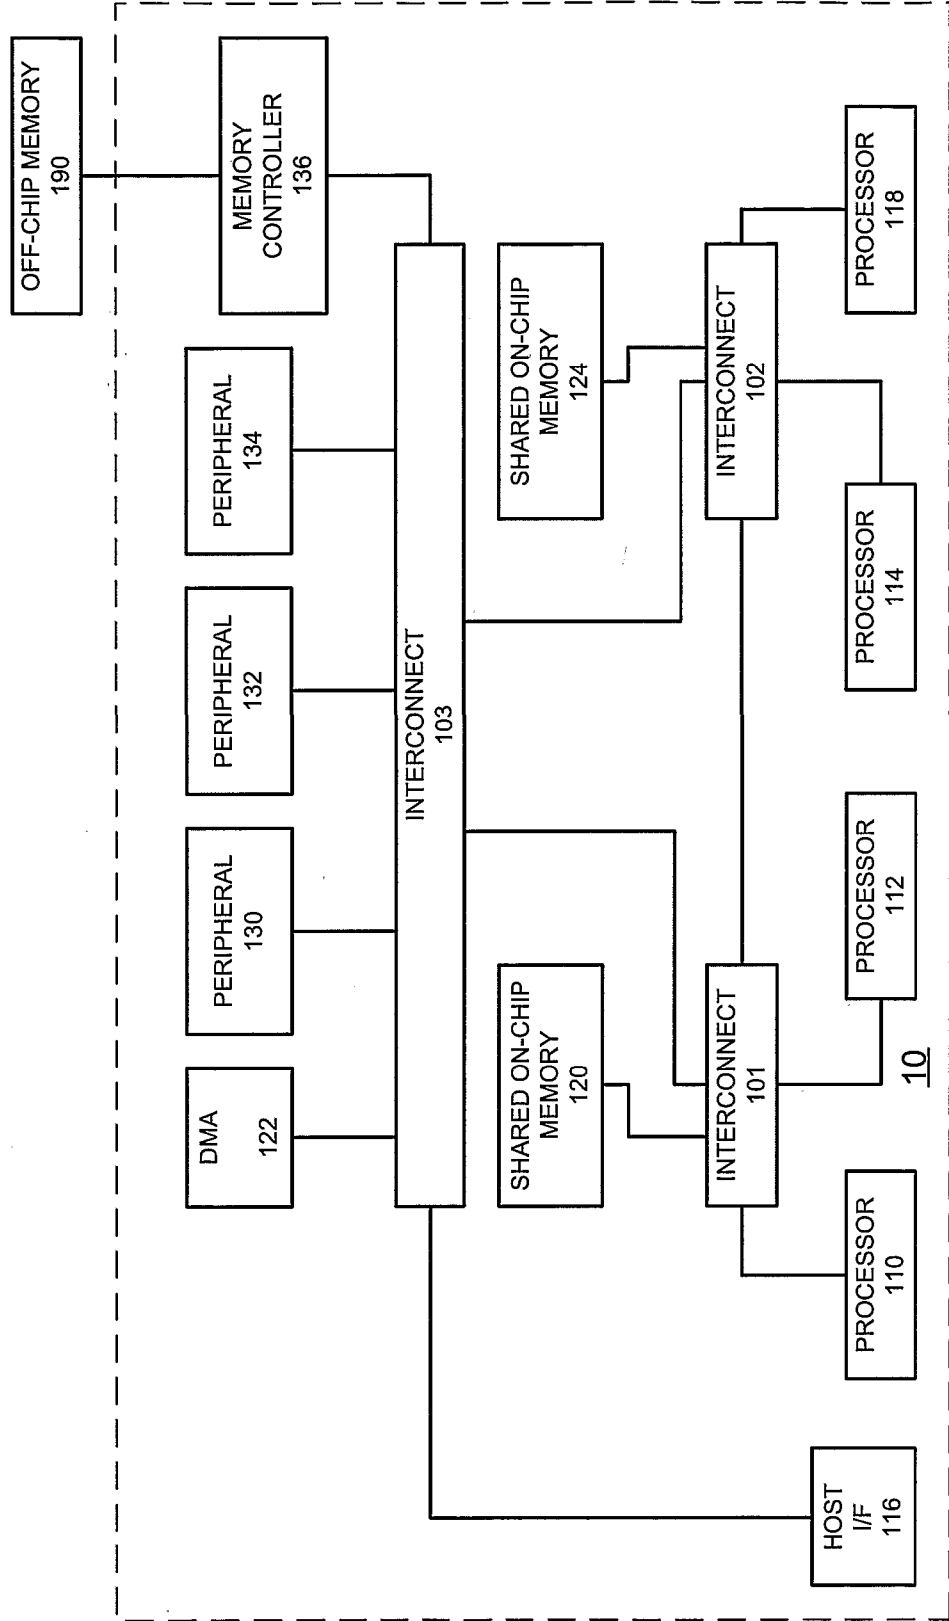 OFF-CHIP MEMORY
190
DMA
122
PERIPHERAL
130
PERIPHERAL
132
PERIPHERAL
134
MEMORY
CONTROLLER
136
INTERCONNECT
103
SHARED ON-CHIP
MEMORY
120
SHARED ON-CHIP
MEMORY
124
INTERCONNECT
101
INTERCONNECT
102
HOST
I/F
116
PROCESSOR
110
PROCESSOR
112
PROCESSOR
114
PROCESSOR
118
10